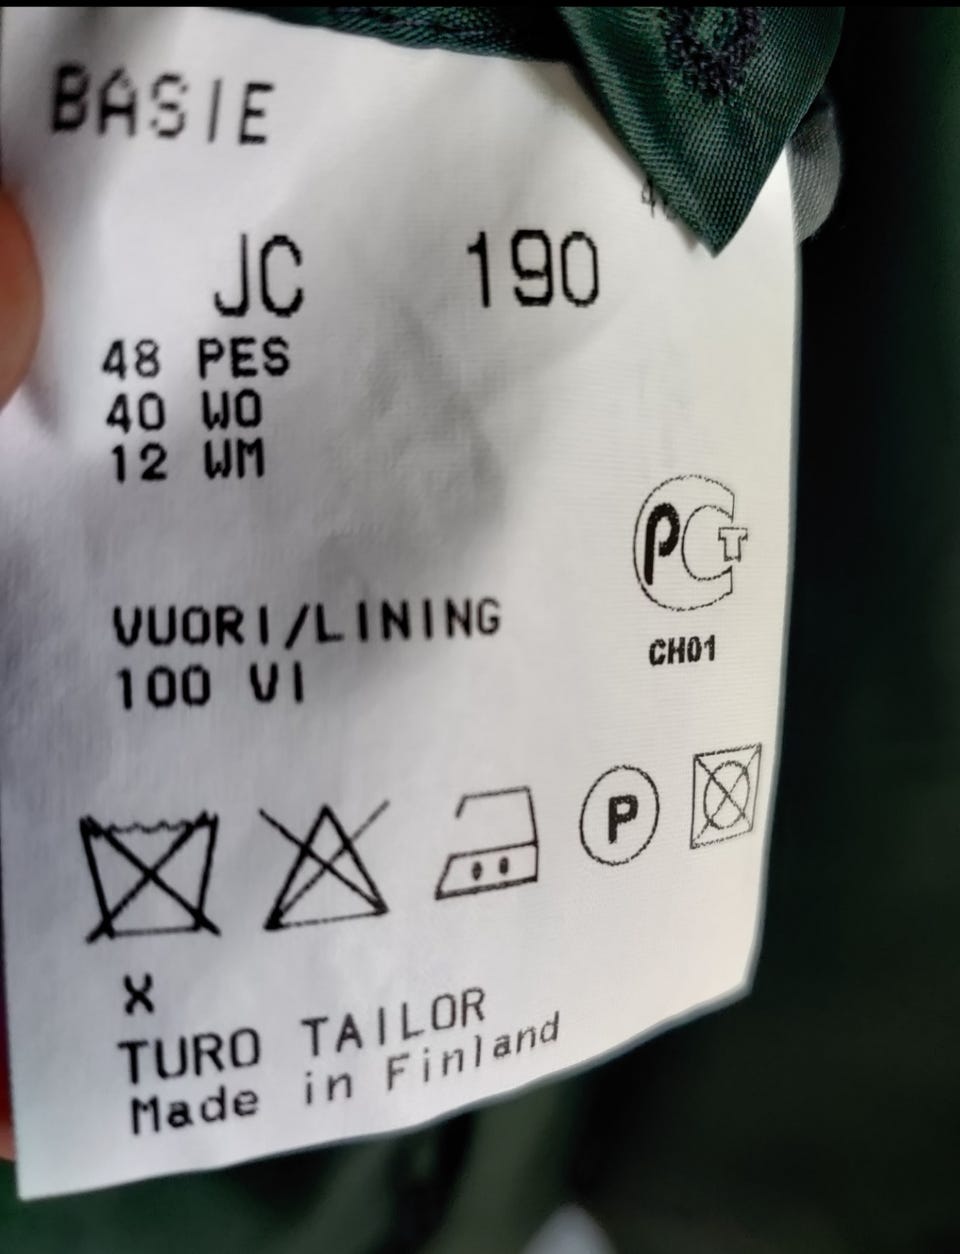 BASIE
JC 190
48 PES
40 WO
12 WM
PCT
CH01
VUORI/LINING
100 VI
P
X
TURO TAILOR
Made in Finland